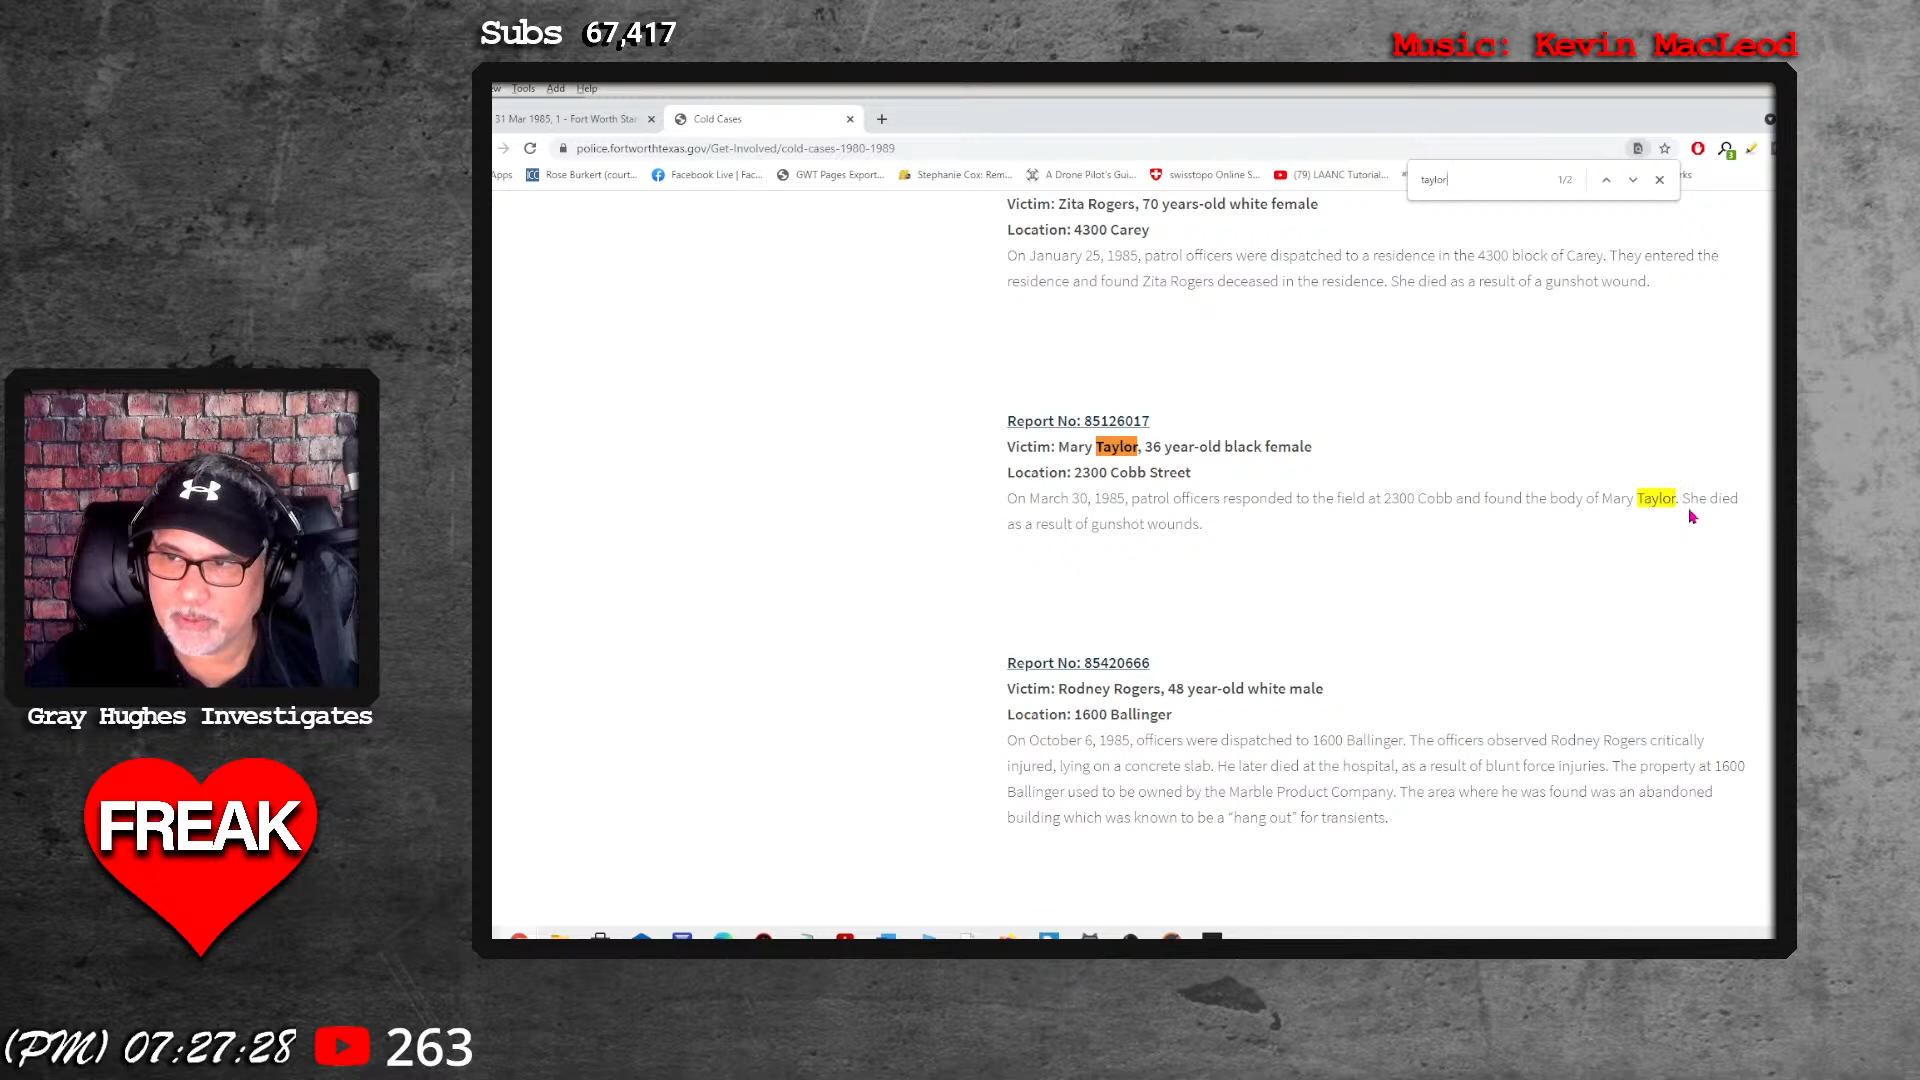 Subs 67,417
Music: Kevin MacLeod
ew Tools Add Help
31 Mar 1985, 1 - Fort Worth Star
Cold Cases
police.fortworthtexas.gov/Get-Involved/cold-cases-1980-1989
Apps Rose Burkert (court... Facebook Live | Fac... GWT Pages Export... Stephanie Cox: Rem... A Drone Pilot's Gui... swisstopo Online S... (79) LAANC Tutorial... rks
taylor 1/2
Victim: Zita Rogers, 70 years-old white female
Location: 4300 Carey
On January 25, 1985, patrol officers were dispatched to a residence in the 4300 block of Carey. They entered the
residence and found Zita Rogers deceased in the residence. She died as a result of a gunshot wound.
Report No: 85126017
Victim: Mary Taylor, 36 year-old black female
Location: 2300 Cobb Street
On March 30, 1985, patrol officers responded to the field at 2300 Cobb and found the body of Mary Taylor. She died
as a result of gunshot wounds.
Report No: 85420666
Victim: Rodney Rogers, 48 year-old white male
Location: 1600 Ballinger
On October 6, 1985, officers were dispatched to 1600 Ballinger. The officers observed Rodney Rogers critically
injured, lying on a concrete slab. He later died at the hospital, as a result of blunt force injuries. The property at 1600
Ballinger used to be owned by the Marble Product Company. The area where he was found was an abandoned
building which was known to be a “hang out” for transients.
Gray Hughes Investigates
FREAK
(PM) 07:27:28 263